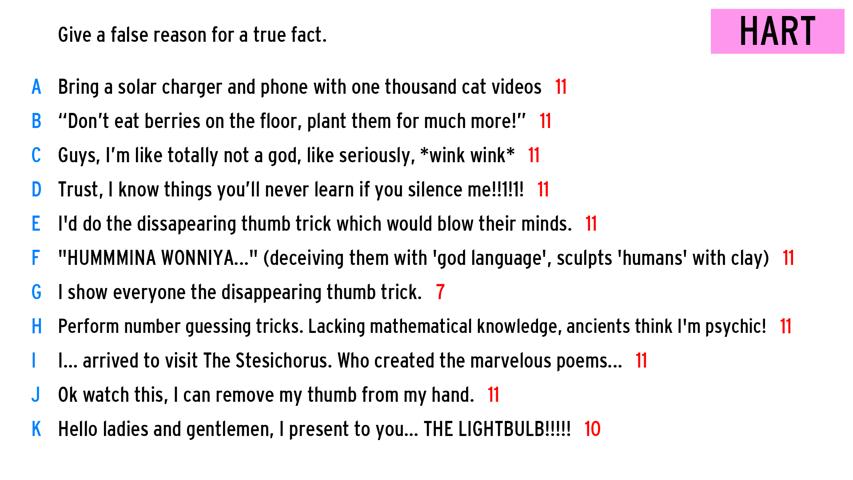 Give a false reason for a true fact.
HART
A Bring a solar charger and phone with one thousand cat videos 11
B “Don’t eat berries on the floor, plant them for much more!” 11
C Guys, I’m like totally not a god, like seriously, *wink wink* 11
D Trust, I know things you’ll never learn if you silence me!!1!1! 11
E I'd do the dissapearing thumb trick which would blow their minds. 11
F "HUMMMINA WONNIYA..." (deceiving them with 'god language', sculpts 'humans' with clay) 11
G I show everyone the disappearing thumb trick. 7
H Perform number guessing tricks. Lacking mathematical knowledge, ancients think I'm psychic! 11
I I... arrived to visit The Stesichorus. Who created the marvelous poems... 11
J Ok watch this, I can remove my thumb from my hand. 11
K Hello ladies and gentlemen, I present to you... THE LIGHTBULB!!!!! 10